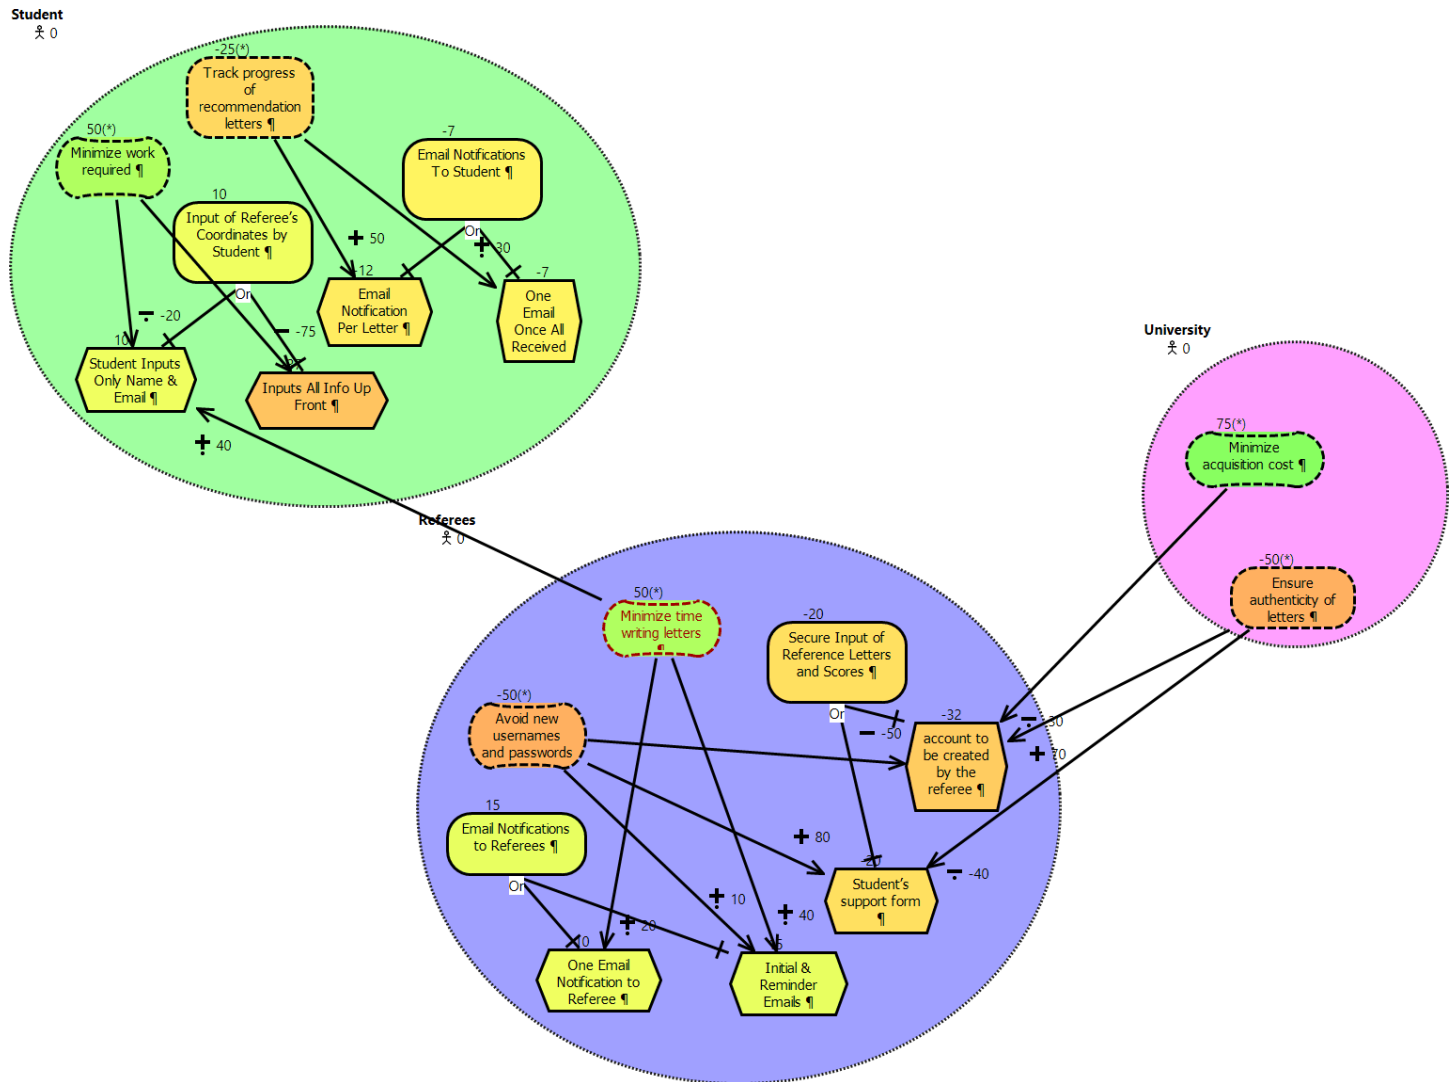 Student
0
-25(*)
Track progress
of
recommendation
letters ¶
50(*)
Minimize work
required ¶
-7
Email Notifications
To Student ¶
10
Input of Referee's
Coordinates by
Student ¶
Or
Or
50
30
-12
Email
Notification
Per Letter ¶
-7
One
Email
Once All
Received
-20
-75
10
Student Inputs
Only Name &
Email ¶
Inputs All Info Up
Front ¶
40
University
0
75(*)
Minimize
acquisition cost ¶
-50(*)
Ensure
authenticity of
letters ¶
Referees
0
50(*)
Minimize time
writing letters
¶
-20
Secure Input of
Reference Letters
and Scores ¶
Or
-50(*)
Avoid new
usernames
and passwords
-50
-32
account to
be created
by the
referee ¶
30
70
15
Email Notifications
to Referees ¶
Or
80
-20
Student's
support form
¶
-40
10
40
20
10
One Email
Notification to
Referee ¶
Initial &
Reminder
Emails ¶